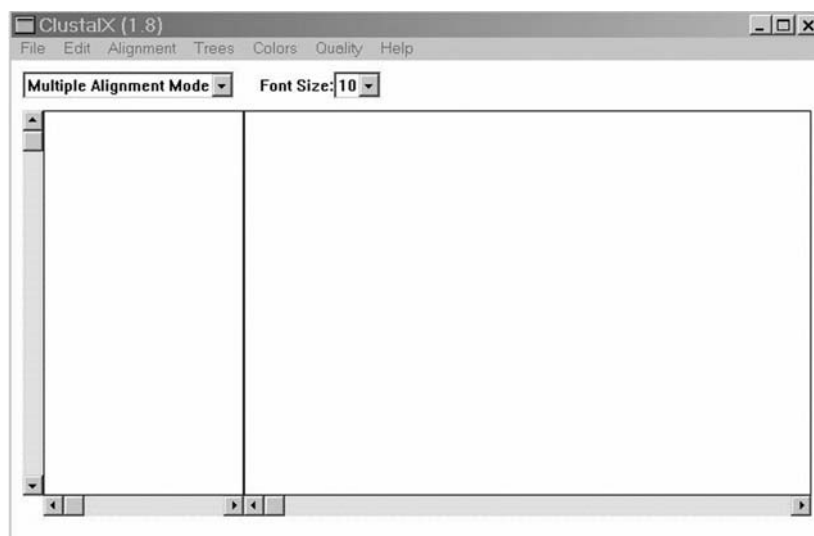 ClustalX (1.8)
File Edit Alignment Trees Colors Quality Help
Multiple Alignment Mode Font Size: 10